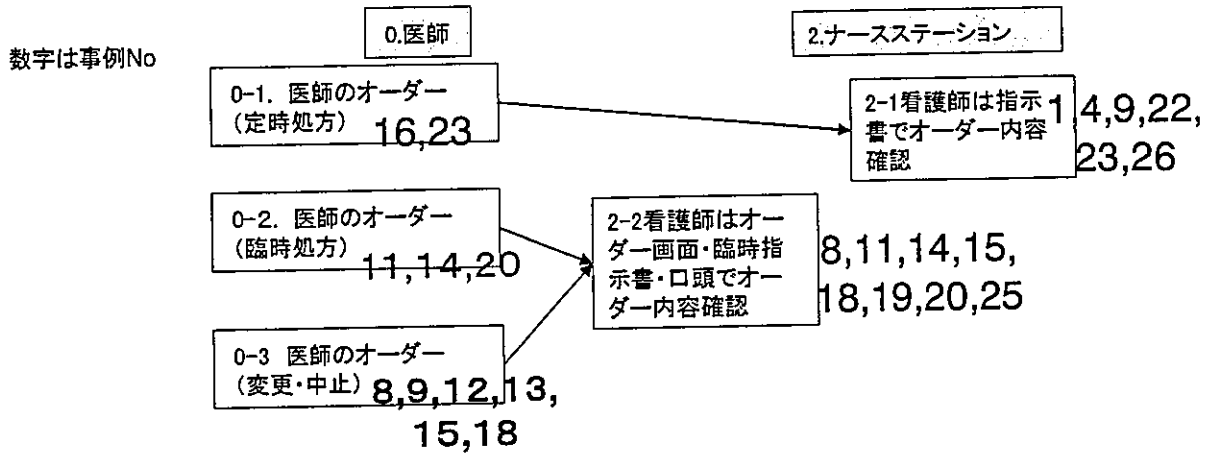 数字は事例No
0.医師
2.ナースステーション
0-1. 医師のオーダー
(定時処方)
16,23
2-1看護師は指示
書でオーダー内容
確認
1,4,9,22,
23,26
0-2. 医師のオーダー
(臨時処方)
11,14,20
2-2看護師はオー
ダー画面・臨時指
示書・口頭でオー
ダー内容確認
8,11,14,15,
18,19,20,25
0-3 医師のオーダー
(変更・中止)
8,9,12,13,
15,18